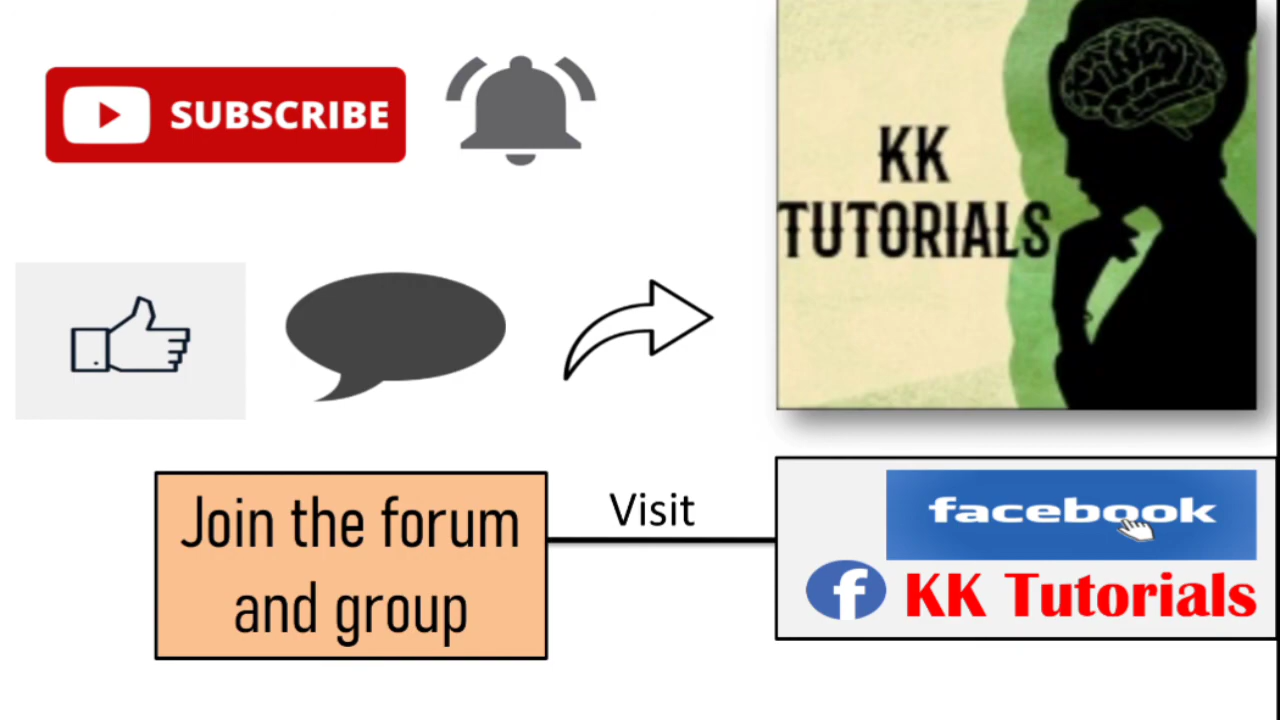 SUBSCRIBE
KK
TUTORIALS
Join the forum
and group
Visit
facebook
f KK Tutorials